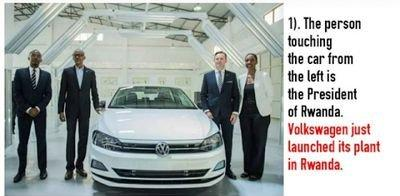 1). The person
touching
the car from
the left is
the President
of Rwanda.
Volkswagen just
launched its plant
in Rwanda.